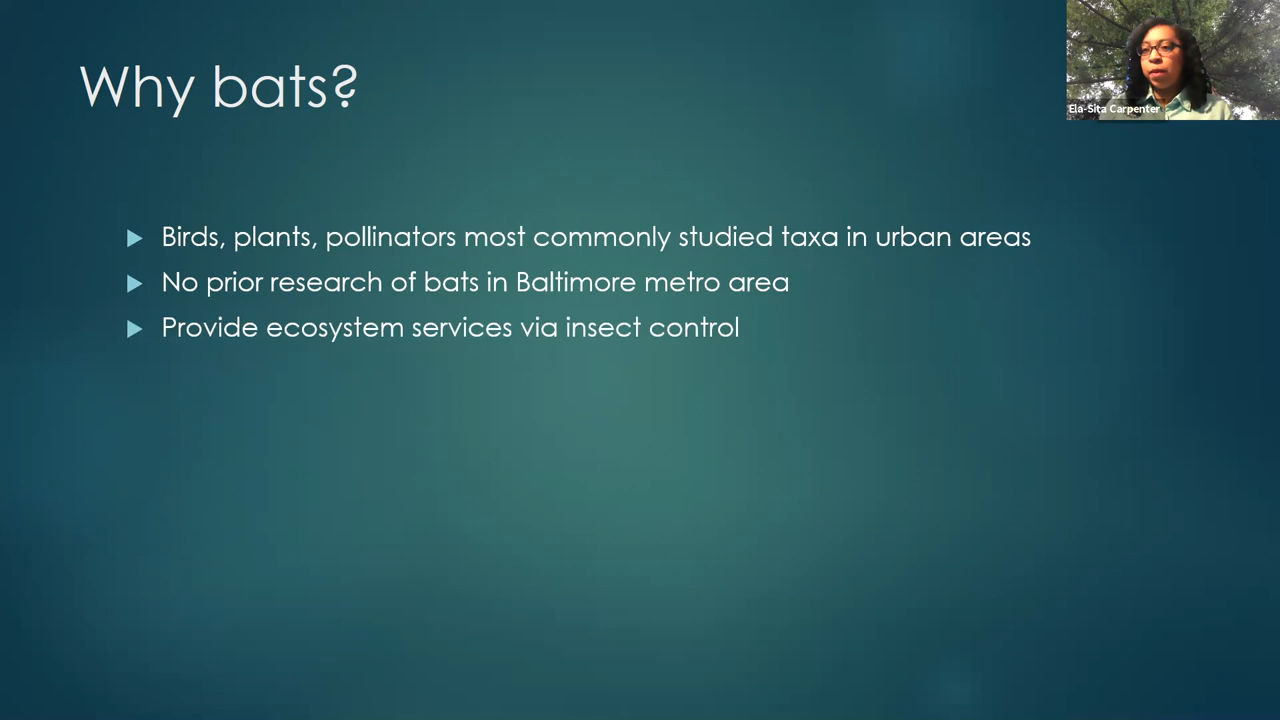 Why bats?
Ela-Sita Carpenter
Birds, plants, pollinators most commonly studied taxa in urban areas
No prior research of bats in Baltimore metro area
Provide ecosystem services via insect control